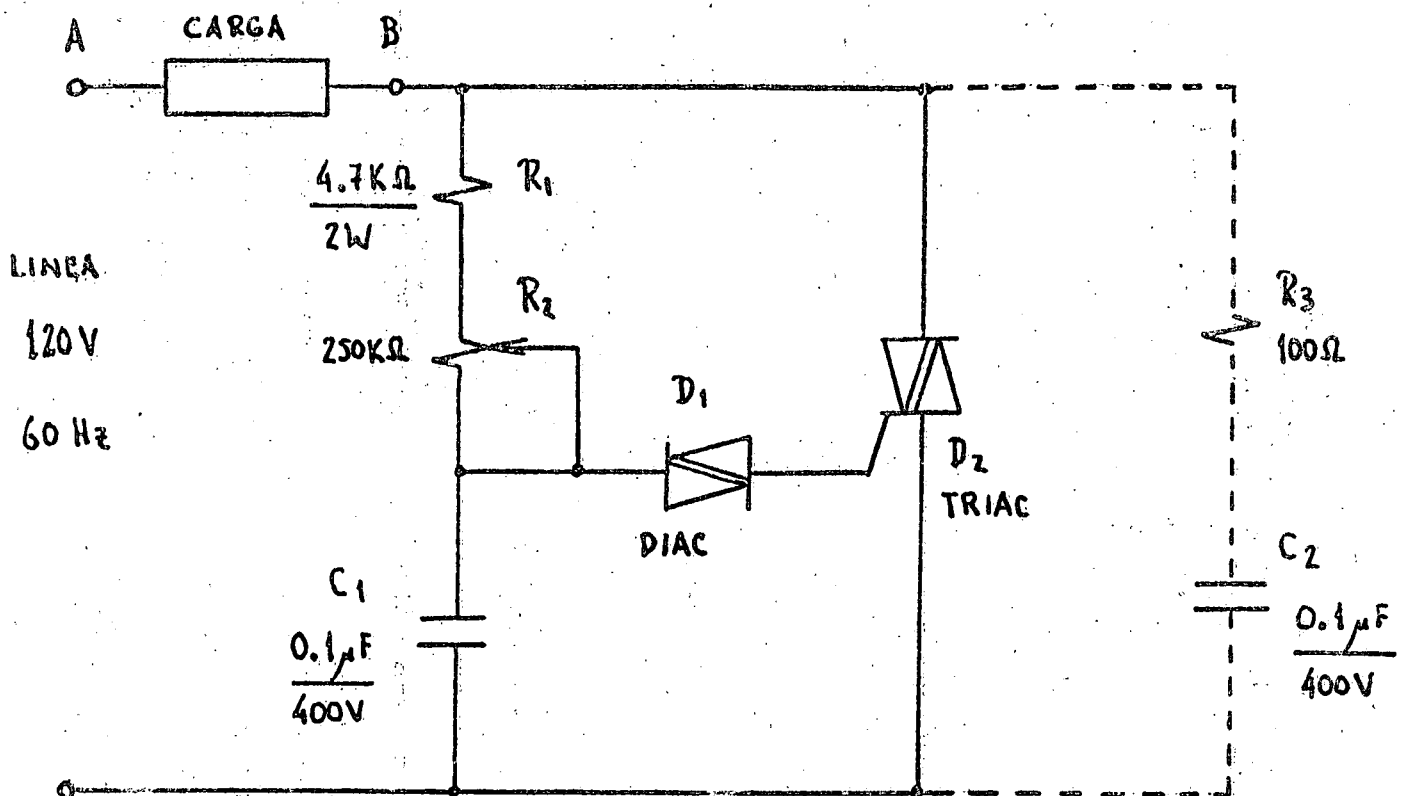 A
CARGA
B
4.7KΩ
2W
R1
LINEA
120V
60 Hz
R2
250KΩ
D1
DIAC
D2
TRIAC
R3
100Ω
C1
0.1μF
400V
C2
0.1μF
400V